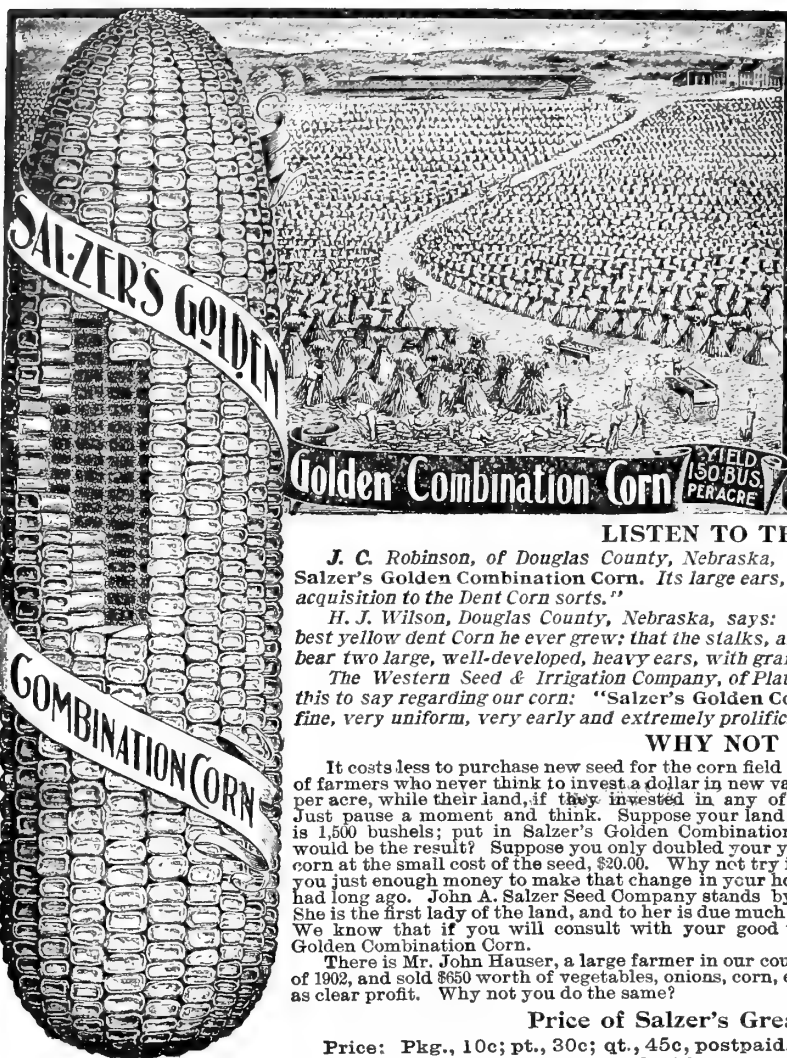 SALZER'S GOLDEN
COMBINATION CORN
Golden Combination Corn
YIELD
150 BUS.
PER ACRE
LISTEN TO
J. C. Robinson, of Douglas County, Nebraska,
Salzer's Golden Combination Corn. Its large ears,
acquisition to the Dent Corn sorts."
H. J. Wilson, Douglas County, Nebraska, says:
best yellow dent Corn he ever grew; that the stalks,
bear two large, well-developed, heavy ears, with
The Western Seed & Irrigation Company, of
this to say regarding our corn: "Salzer's Golden
fine, very uniform, very early and extremely prolific
WHY NOT
It costs less to purchase new seed for the corn field
of farmers who never think to invest a dollar in new
per acre, while their land, if they invested in any of
Just pause a moment and think. Suppose your land
is 1,500 bushels; put in Salzer's Golden Combination
would be the result? Suppose you only doubled your
corn at the small cost of the seed, $20.00. Why not try
you just enough money to make that change in your
had long ago. John A. Salzer Seed Company stands by
She is the first lady of the land, and to her is due much
We know that if you will consult with your good
Golden Combination Corn.
There is Mr. John Hauser, a large farmer in our
of 1902, and sold $650 worth of vegetables, onions, corn,
as clear profit. Why not you do the same?
Price of Salzer's
Price: Pkg., 10c; pt., 30c; qt., 45c, postpaid.